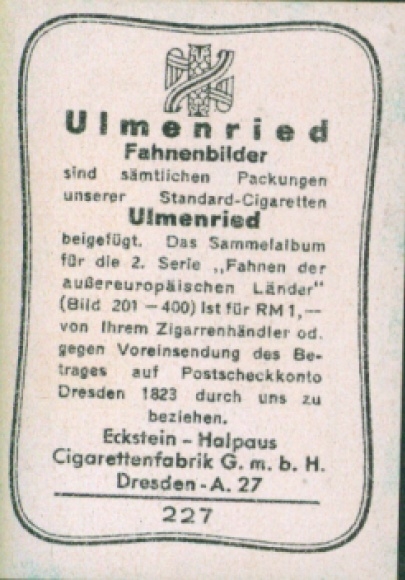 Ulmenried
Fahnenbilder
sind sämtlichen Packungen
unserer Standard-Cigaretten
Ulmenried
beigefügt. Das Sammelalbum
für die 2. Serie „Fahnen der
außereuropäischen Länder"
(Bild 201 – 400) ist für RM 1,—
von Ihrem Zigarrenhändler od.
gegen Voreinsendung des Be-
trages auf Postscheckkonto
Dresden 1823 durch uns zu
beziehen.
Eckstein - Halpaus
Cigarettenfabrik G. m. b. H.
Dresden - A. 27
227